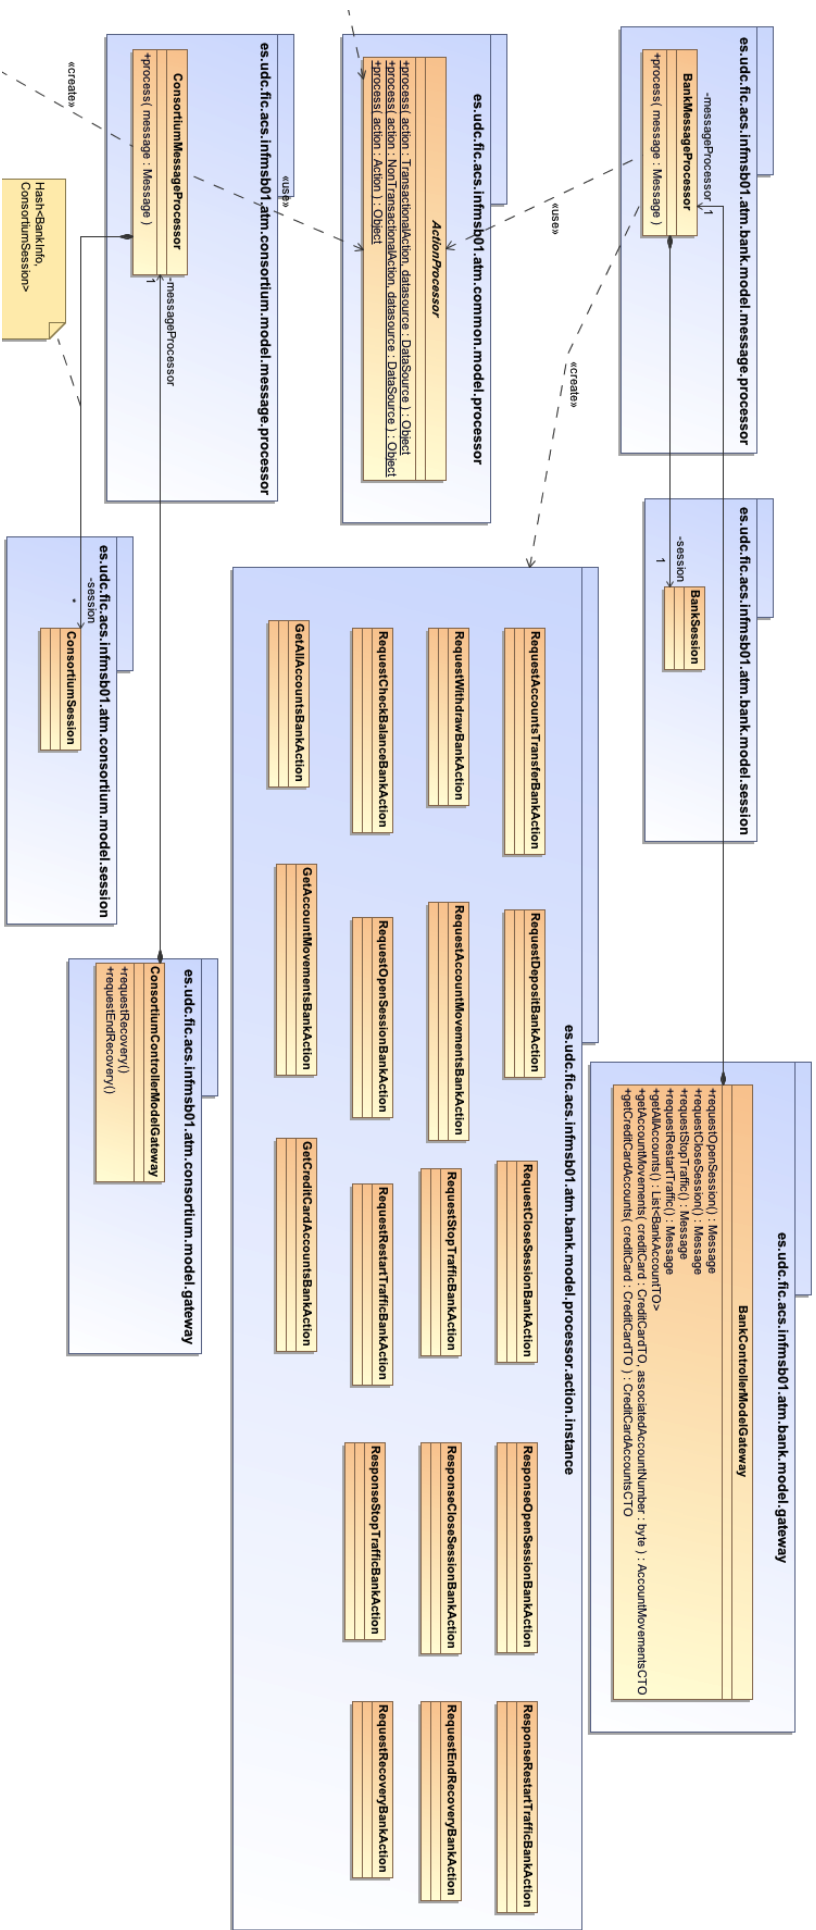 es.udc.fic.acs.infmsb01.atm.bank.model.message.processor
BankMessageProcessor
+process( message : Message )
-messageProcessor
1
es.udc.fic.acs.infmsb01.atm.bank.model.session
-session
1
BankSession
es.udc.fic.acs.infmsb01.atm.bank.model.gateway
BankControllerModelGateway
+requestOpenSession() : Message
+requestCloseSession() : Message
+requestStopTraffic() : Message
+requestRestartTraffic() : Message
+getAllAccounts() : List<BankAccountTO>
+getAccountMovements( creditCard : CreditCardTO, associatedAccountNumber : byte ) : AccountMovementsCTO
+getCreditCardAccounts( creditCard : CreditCardTO ) : CreditCardAccountsCTO
«use»
«create»
es.udc.fic.acs.infmsb01.atm.common.model.processor
ActionProcessor
+process( action : TransactionalAction, datasource : DataSource ) : Object
+process( action : NonTransactionalAction, datasource : DataSource ) : Object
+process( action : Action ) : Object
es.udc.fic.acs.infmsb01.atm.bank.model.processor.action.instance
RequestAccountsTransferBankAction
RequestDepositBankAction
RequestCloseSessionBankAction
ResponseOpenSessionBankAction
ResponseRestartTrafficBankAction
RequestWithdrawBankAction
RequestAccountMovementsBankAction
RequestStopTrafficBankAction
ResponseCloseSessionBankAction
RequestEndRecoveryBankAction
RequestCheckBalanceBankAction
RequestOpenSessionBankAction
RequestRestartTrafficBankAction
ResponseStopTrafficBankAction
RequestRecoveryBankAction
GetAllAccountsBankAction
GetAccountMovementsBankAction
GetCreditCardAccountsBankAction
«use»
«create»
es.udc.fic.acs.infmsb01.atm.consortium.model.message.processor
ConsortiumMessageProcessor
+process( message : Message )
-messageProcessor
1
Hash<BankInfo,
ConsortiumSession>
es.udc.fic.acs.infmsb01.atm.consortium.model.session
-session
*
ConsortiumSession
es.udc.fic.acs.infmsb01.atm.consortium.model.gateway
ConsortiumControllerModelGateway
+requestRecovery()
+requestEndRecovery()